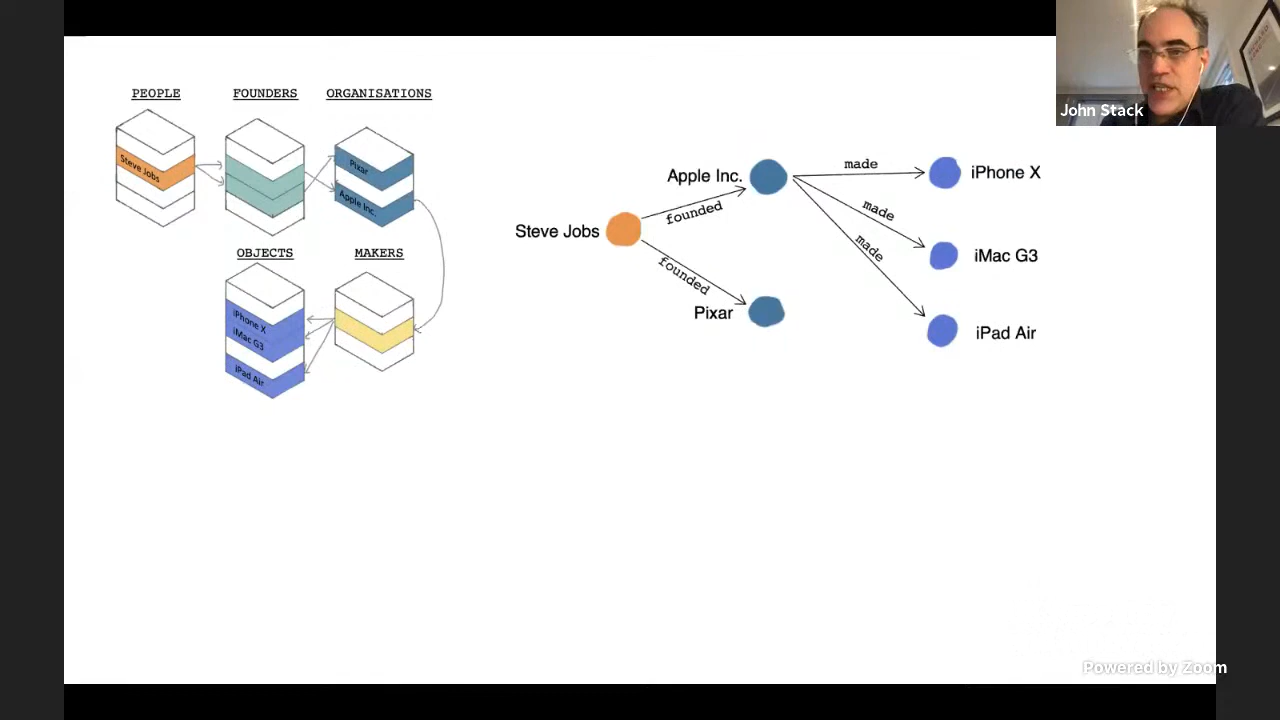 PEOPLE
FOUNDERS
ORGANISATIONS
Steve Jobs
Pixar
Apple Inc.
OBJECTS
MAKERS
iPhone X
iMac G3
iPad Air
Steve Jobs
founded
founded
Apple Inc.
Pixar
made
made
made
iPhone X
iMac G3
iPad Air
John Stack
Powered by Zoom